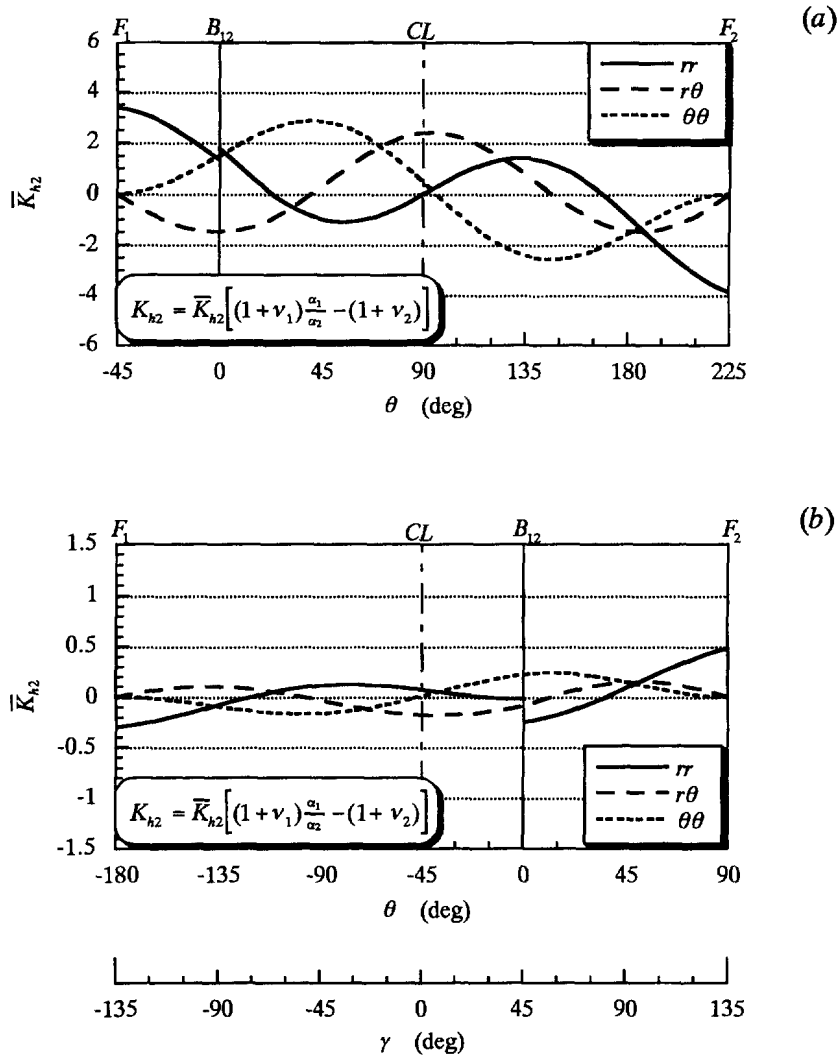 (a)
F₁ B₁₂ CL F₂
6
4
2
0
-2
-4
-6
K̅ₕ₂
rr
rθ
θθ
Kₕ₂ = K̅ₕ₂[(1+ν₁) α₁/α₂ −(1+ν₂)]
-45 0 45 90 135 180 225
θ (deg)
(b)
F₁ CL B₁₂ F₂
1.5
1
0.5
0
-0.5
-1
-1.5
K̅ₕ₂
Kₕ₂ = K̅ₕ₂[(1+ν₁) α₁/α₂ −(1+ν₂)]
rr
rθ
θθ
-180 -135 -90 -45 0 45 90
θ (deg)
-135 -90 -45 0 45 90 135
γ (deg)